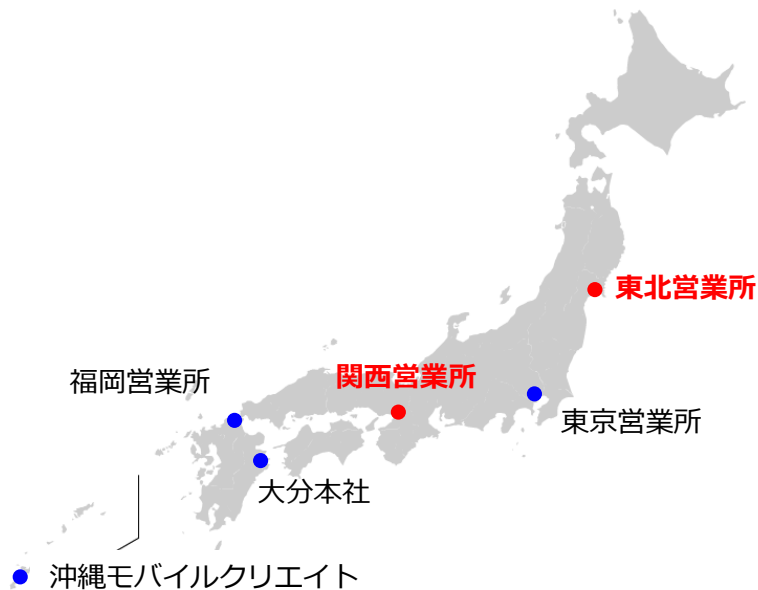 東北営業所
関西営業所
福岡営業所
東京営業所
大分本社
沖縄モバイルクリエイト